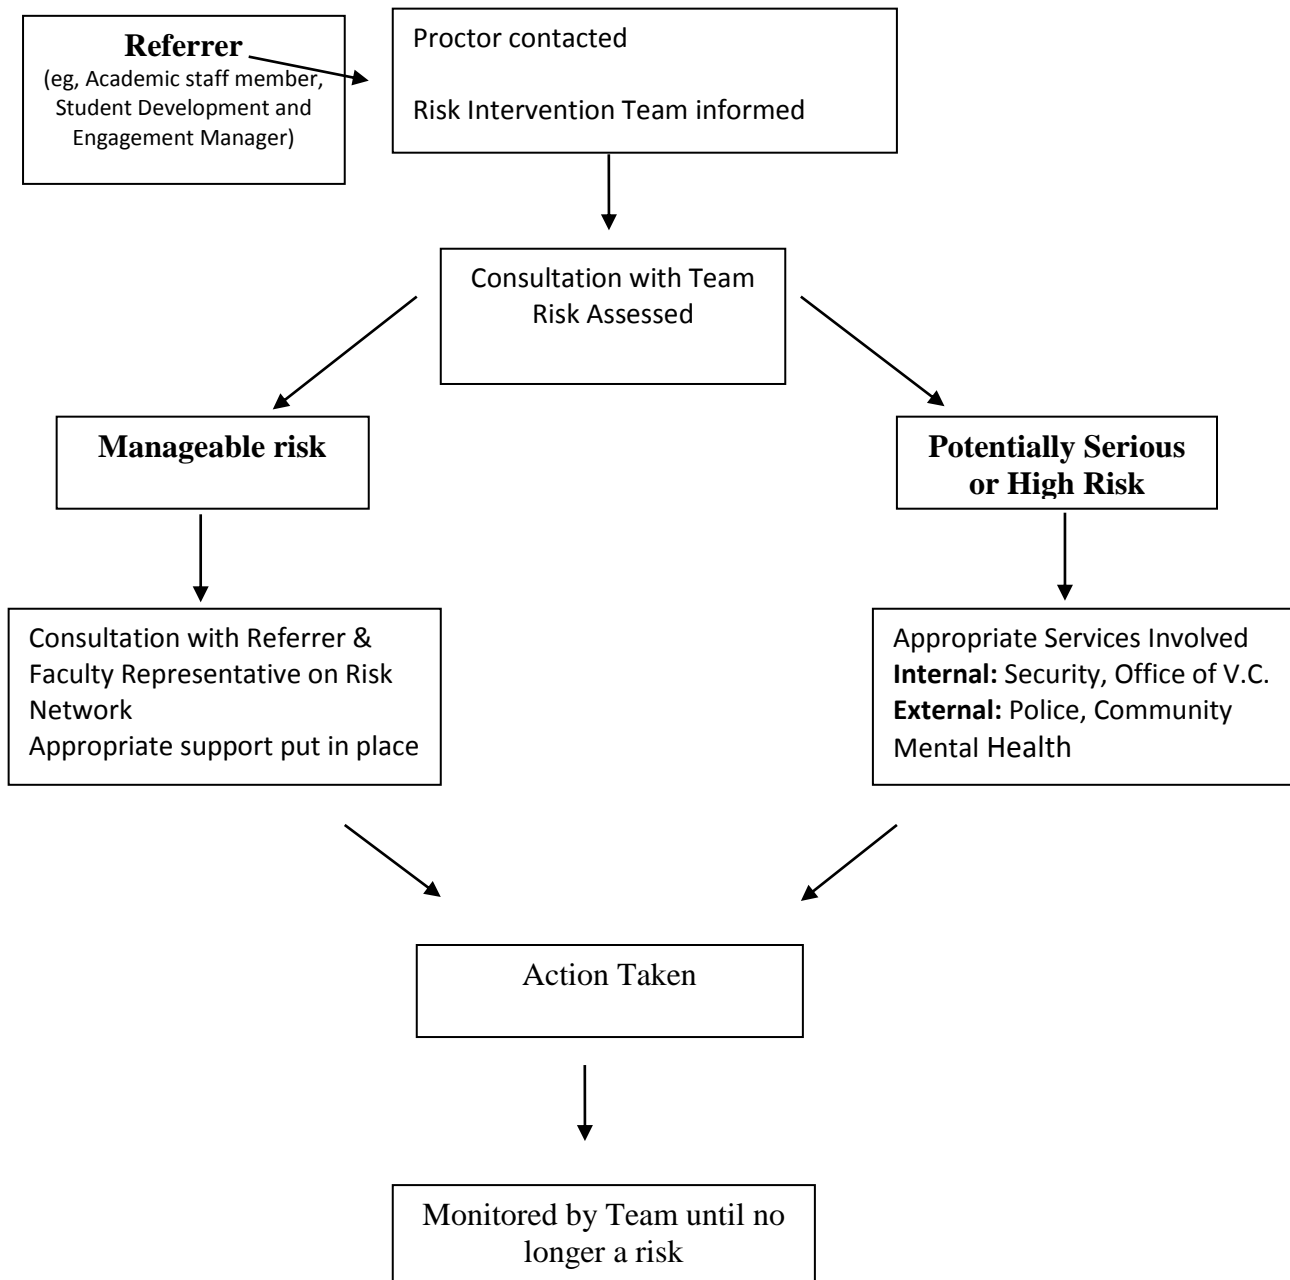 Referrer
(eg, Academic staff member,
Student Development and
Engagement Manager)
Proctor contacted
Risk Intervention Team informed
Consultation with Team
Risk Assessed
Manageable risk
Potentially Serious
or High Risk
Consultation with Referrer &
Faculty Representative on Risk
Network
Appropriate support put in place
Appropriate Services Involved
Internal: Security, Office of V.C.
External: Police, Community
Mental Health
Action Taken
Monitored by Team until no
longer a risk